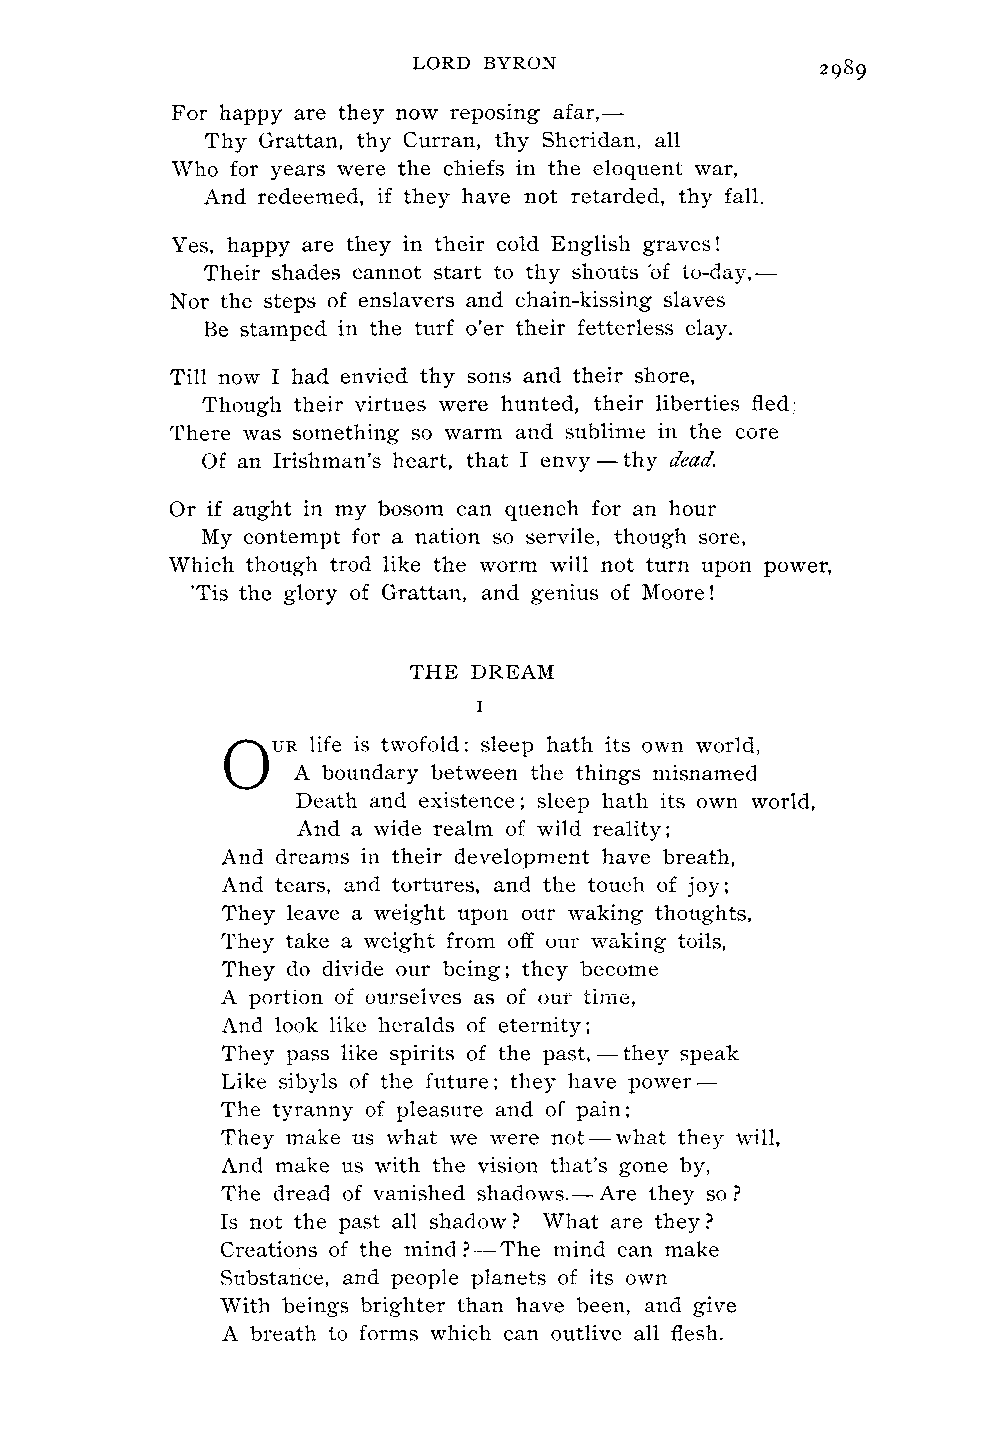 LORD BYRON 2989
For happy are they now reposing afar,—
Thy Grattan, thy Curran, thy Sheridan, all
Who for years were the chiefs in the eloquent war,
And redeemed, if they have not retarded, thy fall.
Yes, happy are they in their cold English graves!
Their shades cannot start to thy shouts of to-day,—
Nor the steps of enslavers and chain-kissing slaves
Be stamped in the turf o'er their fetterless clay.
Till now I had envied thy sons and their shore,
Though their virtues were hunted, their liberties fled;
There was something so warm and sublime in the core
Of an Irishman's heart, that I envy—thy dead.
Or if aught in my bosom can quench for an hour
My contempt for a nation so servile, though sore,
Which though trod like the worm will not turn upon power,
'Tis the glory of Grattan, and genius of Moore!
THE DREAM
I
OUR life is twofold: sleep hath its own world,
A boundary between the things misnamed
Death and existence; sleep hath its own world,
And a wide realm of wild reality;
And dreams in their development have breath,
And tears, and tortures, and the touch of joy;
They leave a weight upon our waking thoughts,
They take a weight from off our waking toils,
They do divide our being; they become
A portion of ourselves as of our time,
And look like heralds of eternity;
They pass like spirits of the past,—they speak
Like sibyls of the future; they have power—
The tyranny of pleasure and of pain;
They make us what we were not—what they will,
And make us with the vision that's gone by,
The dread of vanished shadows.—Are they so?
Is not the past all shadow? What are they?
Creations of the mind?—The mind can make
Substance, and people planets of its own
With beings brighter than have been, and give
A breath to forms which can outlive all flesh.